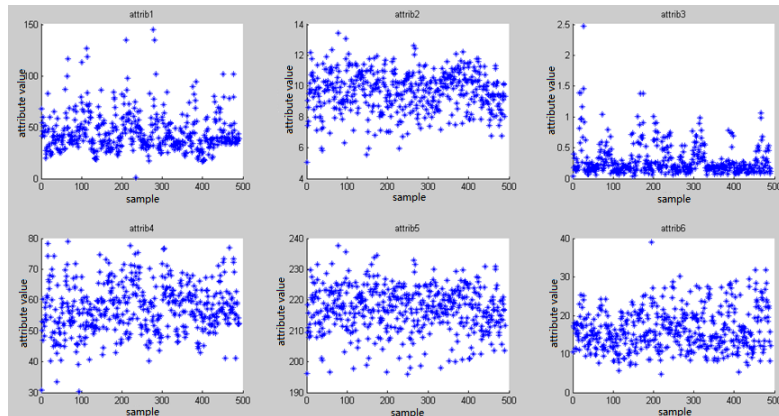 attrib1 attrib2 attrib3
150 100 50 0
attribute value
0 100 200 300 400 500
sample
14 12 10 9 8 6 4
attribute value
0 100 200 300 400 500
sample
2.5 2 1.5 1 0.5 0
attribute value
0 100 200 300 400 500
sample
attrib4 attrib5 attrib6
80 70 60 50 40 30
attribute value
0 100 200 300 400 500
sample
240 230 220 210 200 190
attribute value
0 100 200 300 400 500
sample
40 30 20 10 0
attribute value
0 100 200 300 400 500
sample